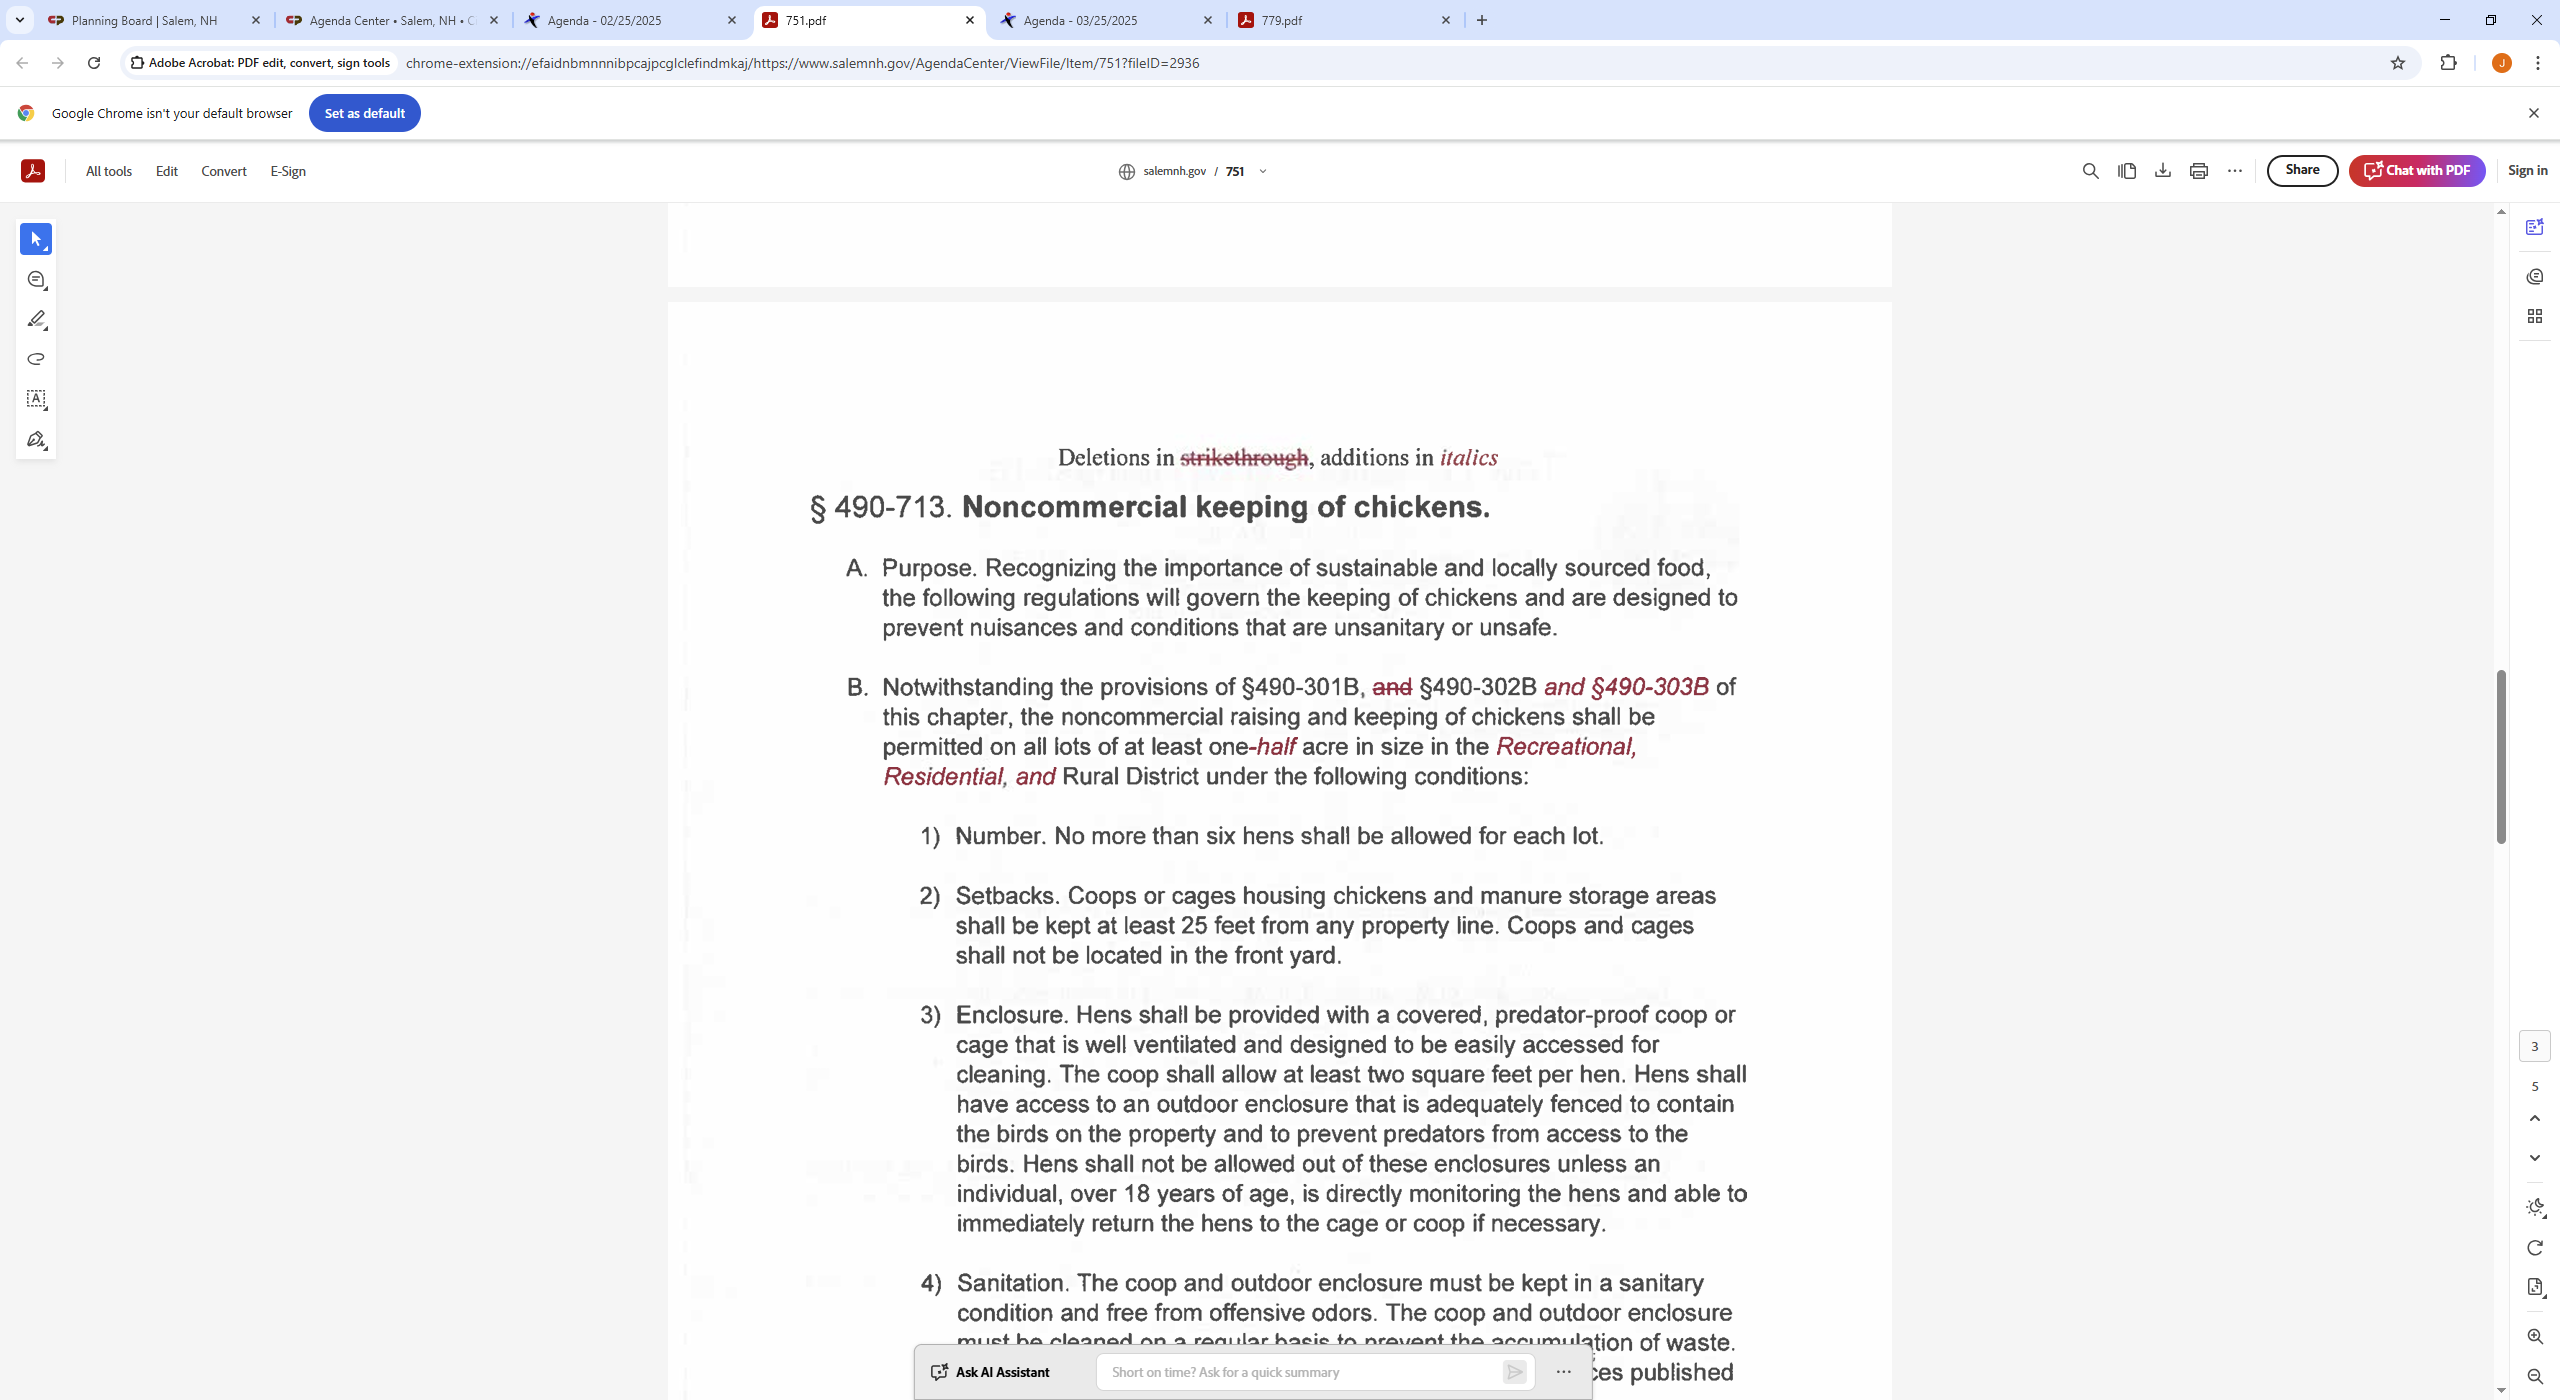 Planning Board | Salem, NH
Agenda Center • Salem, NH • C
Agenda - 02/25/2025
751.pdf
Agenda - 03/25/2025
779.pdf
Adobe Acrobat: PDF edit, convert, sign tools
chrome-extension://efaidnbmnnnibpcajpcglclefindmkaj/https://www.salemnh.gov/AgendaCenter/ViewFile/Item/751?fileID=2936
J
Google Chrome isn't your default browser
Set as default
All tools
Edit
Convert
E-Sign
salemnh.gov / 751
Share
Chat with PDF
Sign in
Deletions in strikethrough, additions in italics
§ 490-713. Noncommercial keeping of chickens.
A. Purpose. Recognizing the importance of sustainable and locally sourced food,
the following regulations will govern the keeping of chickens and are designed to
prevent nuisances and conditions that are unsanitary or unsafe.
B. Notwithstanding the provisions of §490-301B, and §490-302B and §490-303B of
this chapter, the noncommercial raising and keeping of chickens shall be
permitted on all lots of at least one-half acre in size in the Recreational,
Residential, and Rural District under the following conditions:
1) Number. No more than six hens shall be allowed for each lot.
2) Setbacks. Coops or cages housing chickens and manure storage areas
shall be kept at least 25 feet from any property line. Coops and cages
shall not be located in the front yard.
3) Enclosure. Hens shall be provided with a covered, predator-proof coop or
cage that is well ventilated and designed to be easily accessed for
cleaning. The coop shall allow at least two square feet per hen. Hens shall
have access to an outdoor enclosure that is adequately fenced to contain
the birds on the property and to prevent predators from access to the
birds. Hens shall not be allowed out of these enclosures unless an
individual, over 18 years of age, is directly monitoring the hens and able to
immediately return the hens to the cage or coop if necessary.
4) Sanitation. The coop and outdoor enclosure must be kept in a sanitary
condition and free from offensive odors. The coop and outdoor enclosure
must be cleaned on a regular basis to prevent the accumulation of waste.
published
Ask AI Assistant
Short on time? Ask for a quick summary
3
5